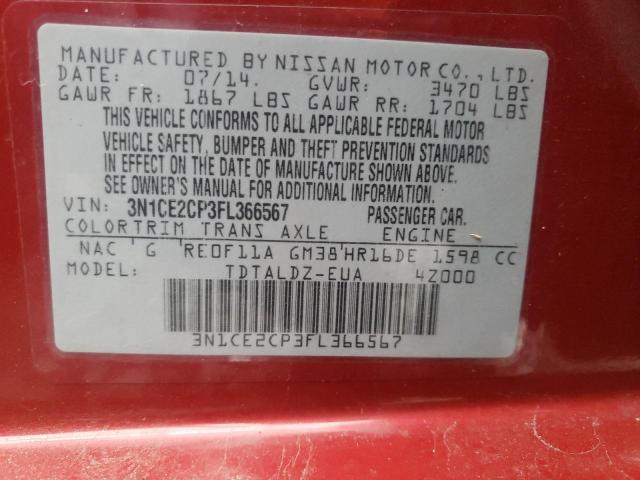 MANUFACTURED BY NISSAN MOTOR CO., LTD.
DATE: 07/14. GVWR: 3470 LBS
GAWR FR: 1867 LBS GAWR RR: 1704 LBS
THIS VEHICLE CONFORMS TO ALL APPLICABLE FEDERAL MOTOR
VEHICLE SAFETY, BUMPER AND THEFT PREVENTION STANDARDS
IN EFFECT ON THE DATE OF MANUFACTURE SHOWN ABOVE.
SEE OWNER'S MANUAL FOR ADDITIONAL INFORMATION.
VIN: 3N1CE2CP3FL366567 PASSENGER CAR.
COLOR TRIM TRANS AXLE ENGINE
NAC G RE0F11A GM38 HR16DE 1598 CC
MODEL: TDTALDZ-EUA 4Z000
3N1CE2CP3FL366567